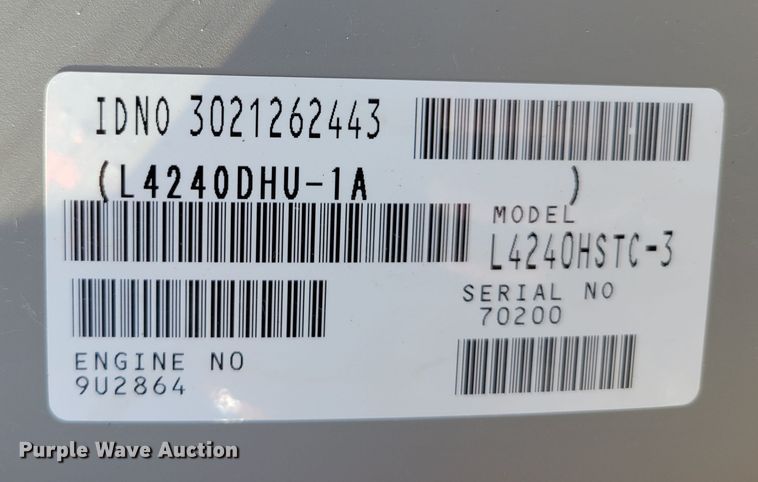 IDNO 3021262443
(L4240DHU-1A )
MODEL
L4240HSTC-3
SERIAL NO
70200
ENGINE NO
9U2864
Purple Wave Auction